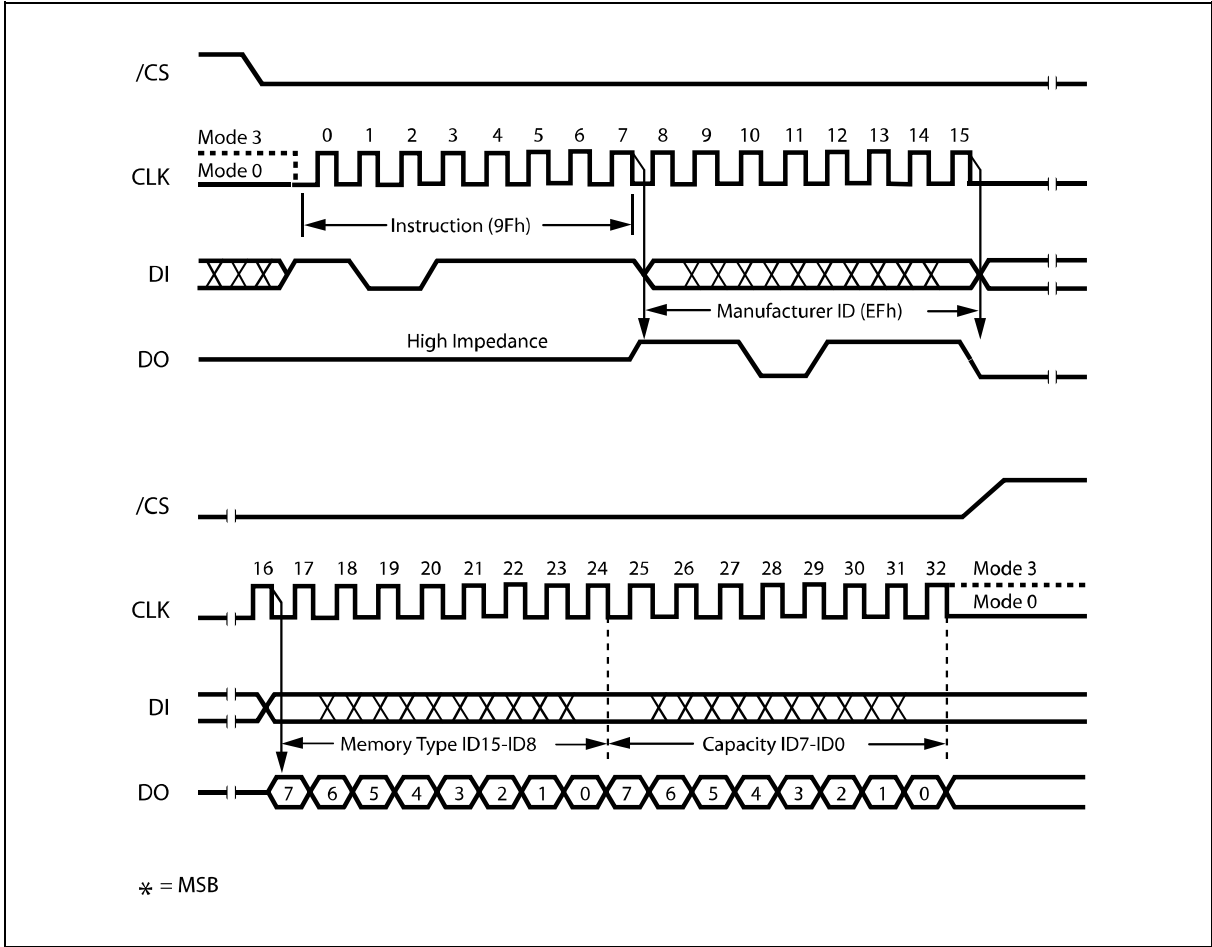 /CS
Mode 3
0 1 2 3 4 5 6 7 8 9 10 11 12 13 14 15
Mode 0
CLK
Instruction (9Fh)
DI
Manufacturer ID (EFh)
High Impedance
DO
/CS
16 17 18 19 20 21 22 23 24 25 26 27 28 29 30 31 32 Mode 3
CLK
Mode 0
DI
Memory Type ID15-ID8 Capacity ID7-ID0
DO 7 6 5 4 3 2 1 0 7 6 5 4 3 2 1 0
* = MSB